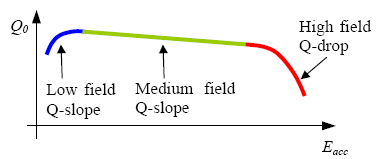 Q0
High field
Q-drop
Low field
Q-slope
Medium field
Q-slope
Eacc